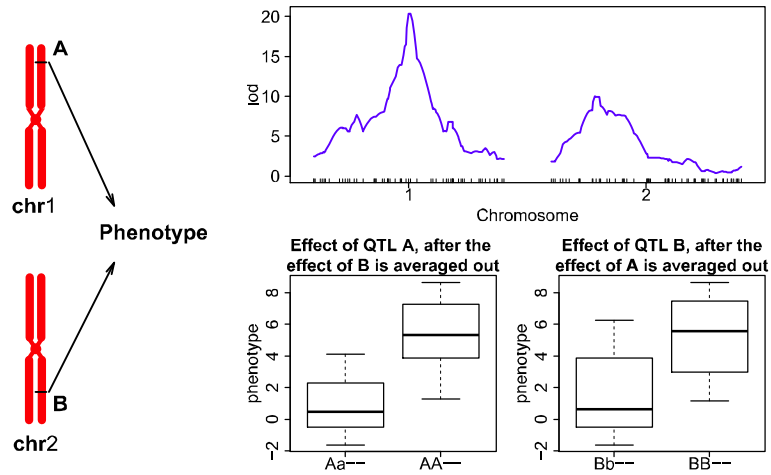 A
chr1
Phenotype
B
chr2
20
15
10
5
0
lod
1
2
Chromosome
Effect of QTL A, after the
effect of B is averaged out
8
6
4
2
0
−2
phenotype
Aa−−
AA−−
Effect of QTL B, after the
effect of A is averaged out
8
6
4
2
0
−2
phenotype
Bb−−
BB−−